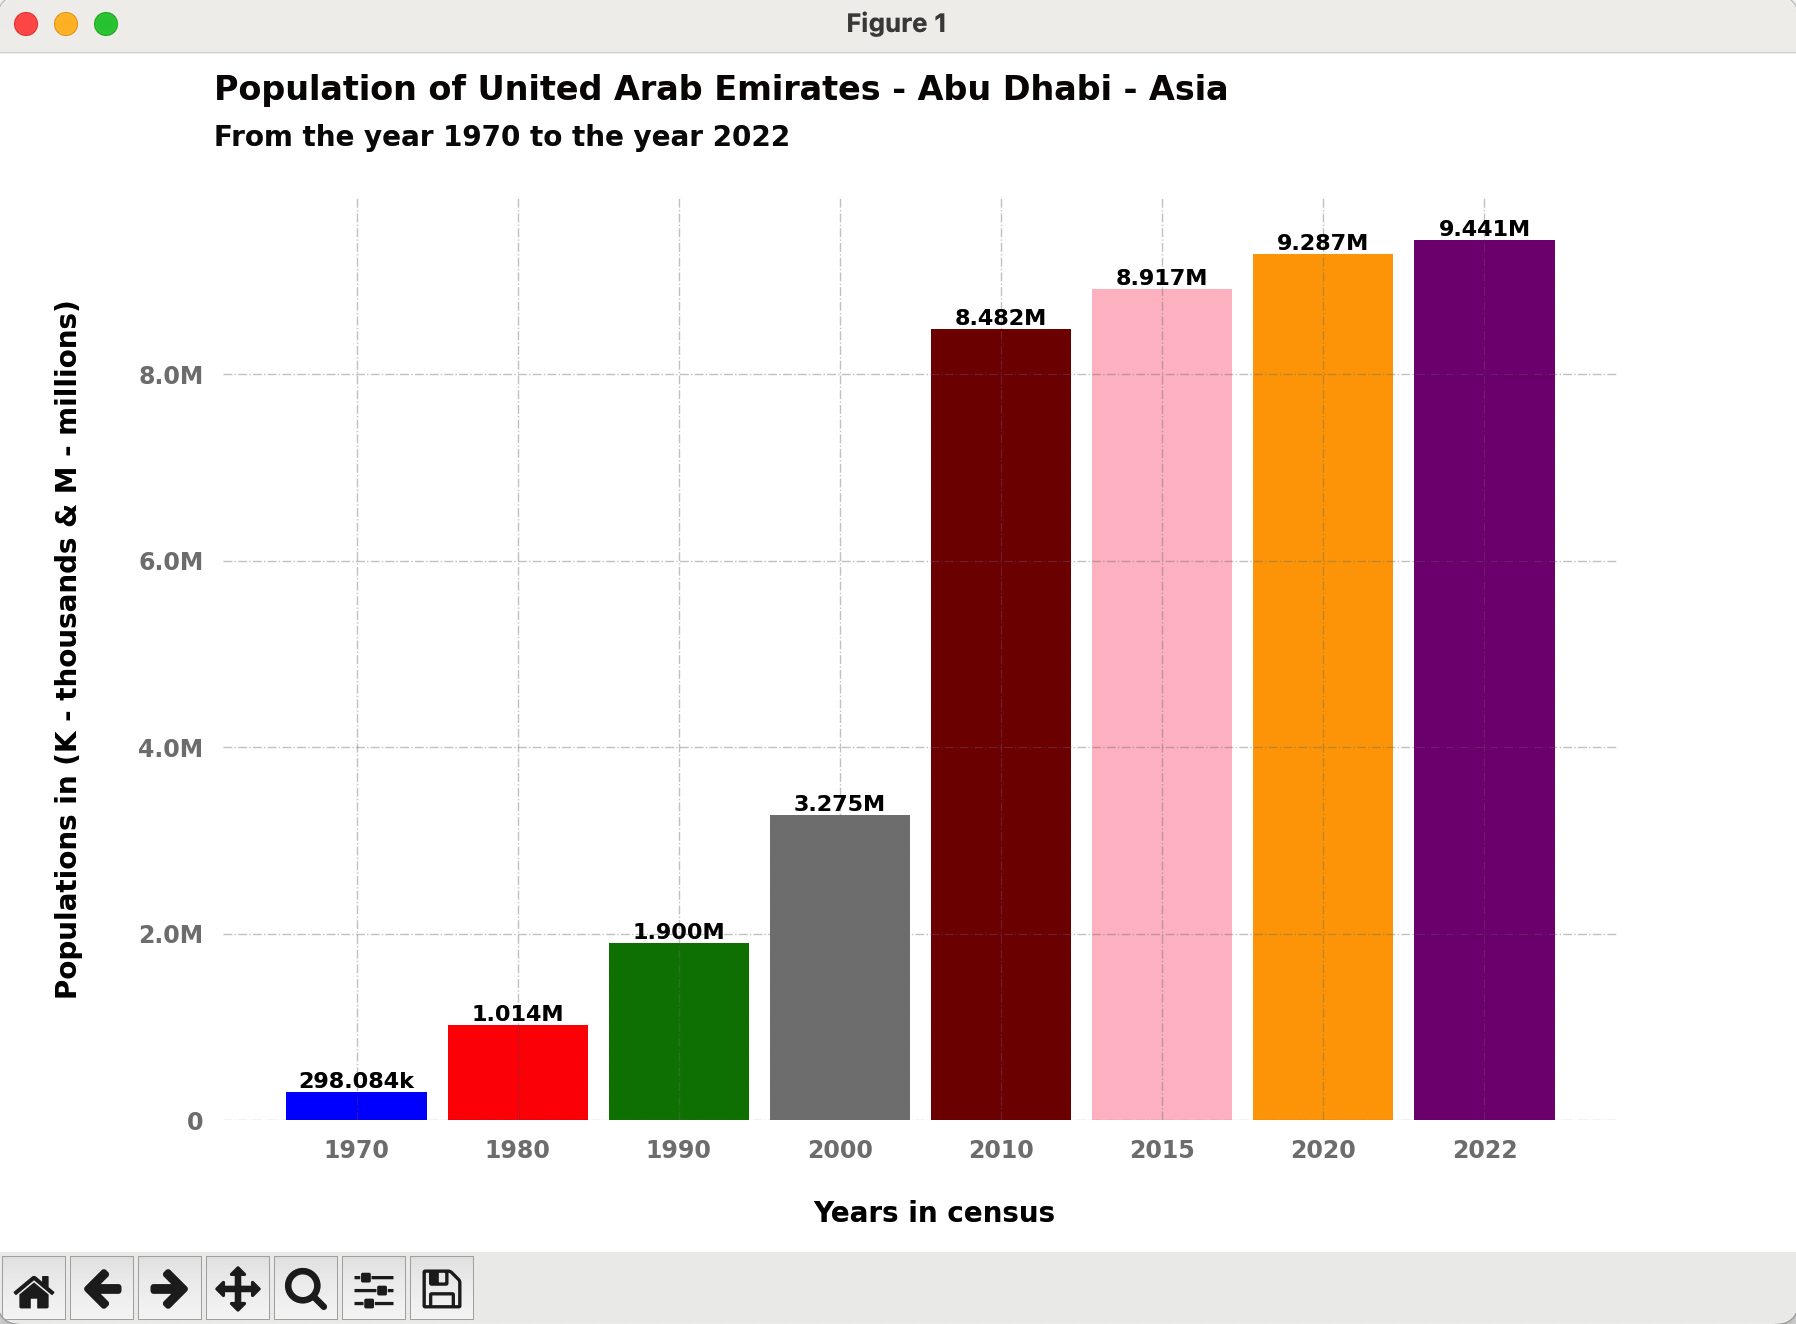 Figure 1
Population of United Arab Emirates - Abu Dhabi - Asia
From the year 1970 to the year 2022
Populations in (K - thousands & M - millions)
8.0M
6.0M
4.0M
2.0M
0
298.084k
1.014M
1.900M
3.275M
8.482M
8.917M
9.287M
9.441M
1970 1980 1990 2000 2010 2015 2020 2022
Years in census